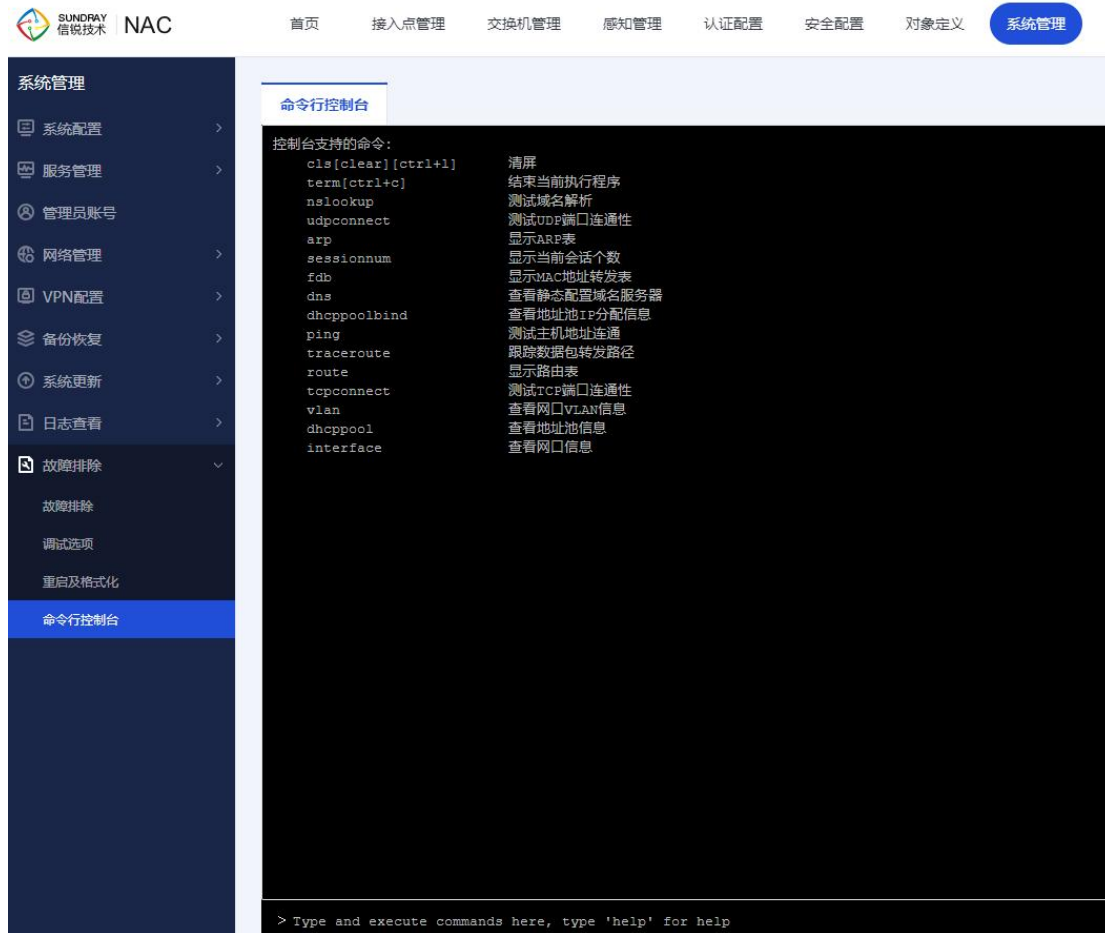 SUNDRAY
信锐技术
NAC
首页 接入点管理 交换机管理 感知管理 认证配置 安全配置 对象定义 系统管理
系统管理
系统配置
服务管理
管理员账号
网络管理
VPN配置
备份恢复
系统更新
日志查看
故障排除
故障排除
调试选项
重启及格式化
命令行控制台
命令行控制台
控制台支持的命令:
cls[clear][ctrl+l] 清屏
term[ctrl+c] 结束当前执行程序
nslookup 测试域名解析
udpconnect 测试UDP端口连通性
arp 显示ARP表
sessionnum 显示当前会话个数
fdb 显示MAC地址转发表
dns 查看静态配置域名服务器
dhcppoolbind 查看地址池IP分配信息
ping 测试主机地址连通
traceroute 跟踪数据包转发路径
route 显示路由表
tcpconnect 测试TCP端口连通性
vlan 查看网口VLAN信息
dhcppool 查看地址池信息
interface 查看网口信息
> Type and execute commands here, type 'help' for help